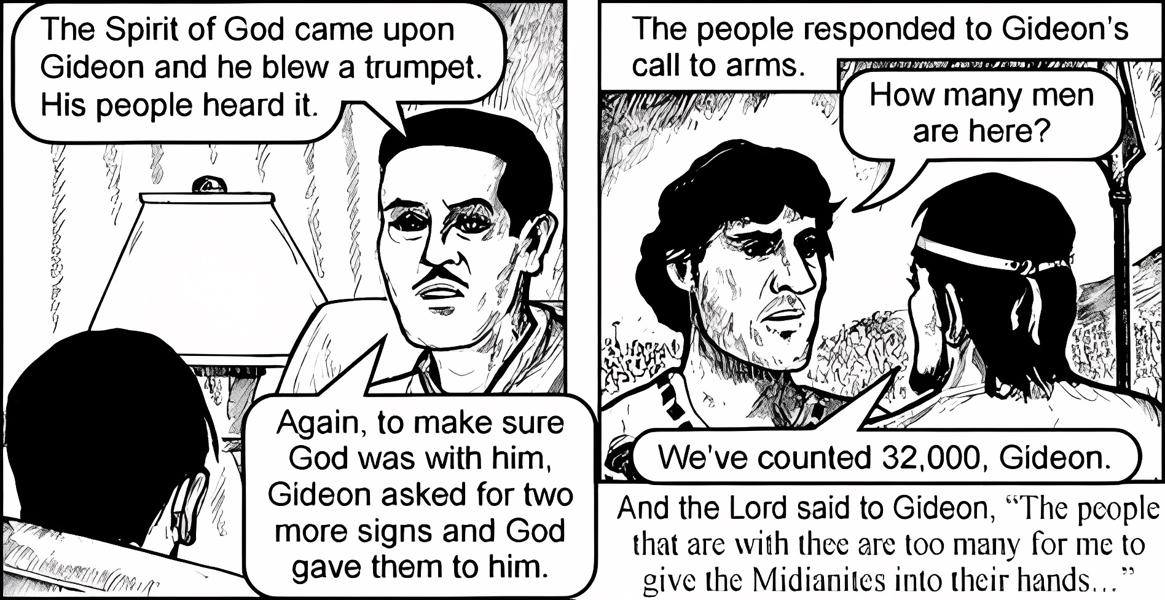 The Spirit of God came upon
Gideon and he blew a trumpet.
His people heard it.
Again, to make sure
God was with him,
Gideon asked for two
more signs and God
gave them to him.
The people responded to Gideon's
call to arms.
How many men
are here?
We've counted 32,000, Gideon.
And the Lord said to Gideon, “The people
that are with thee are too many for me to
give the Midianites into their hands...”